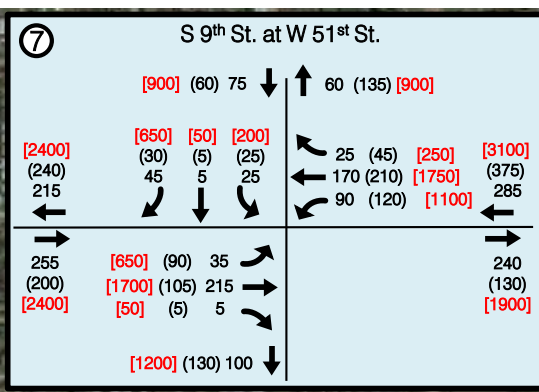 7
S 9th St. at W 51st St.
[900] (60) 75
60 (135) [900]
[650] [50] [200]
(30) (5) (25)
45 5 25
[2400]
(240)
215
25 (45) [250]
170 (210) [1750]
90 (120) [1100]
[3100]
(375)
285
255
(200)
[2400]
[650] (90) 35
[1700] (105) 215
[50] (5) 5
240
(130)
[1900]
[1200] (130) 100